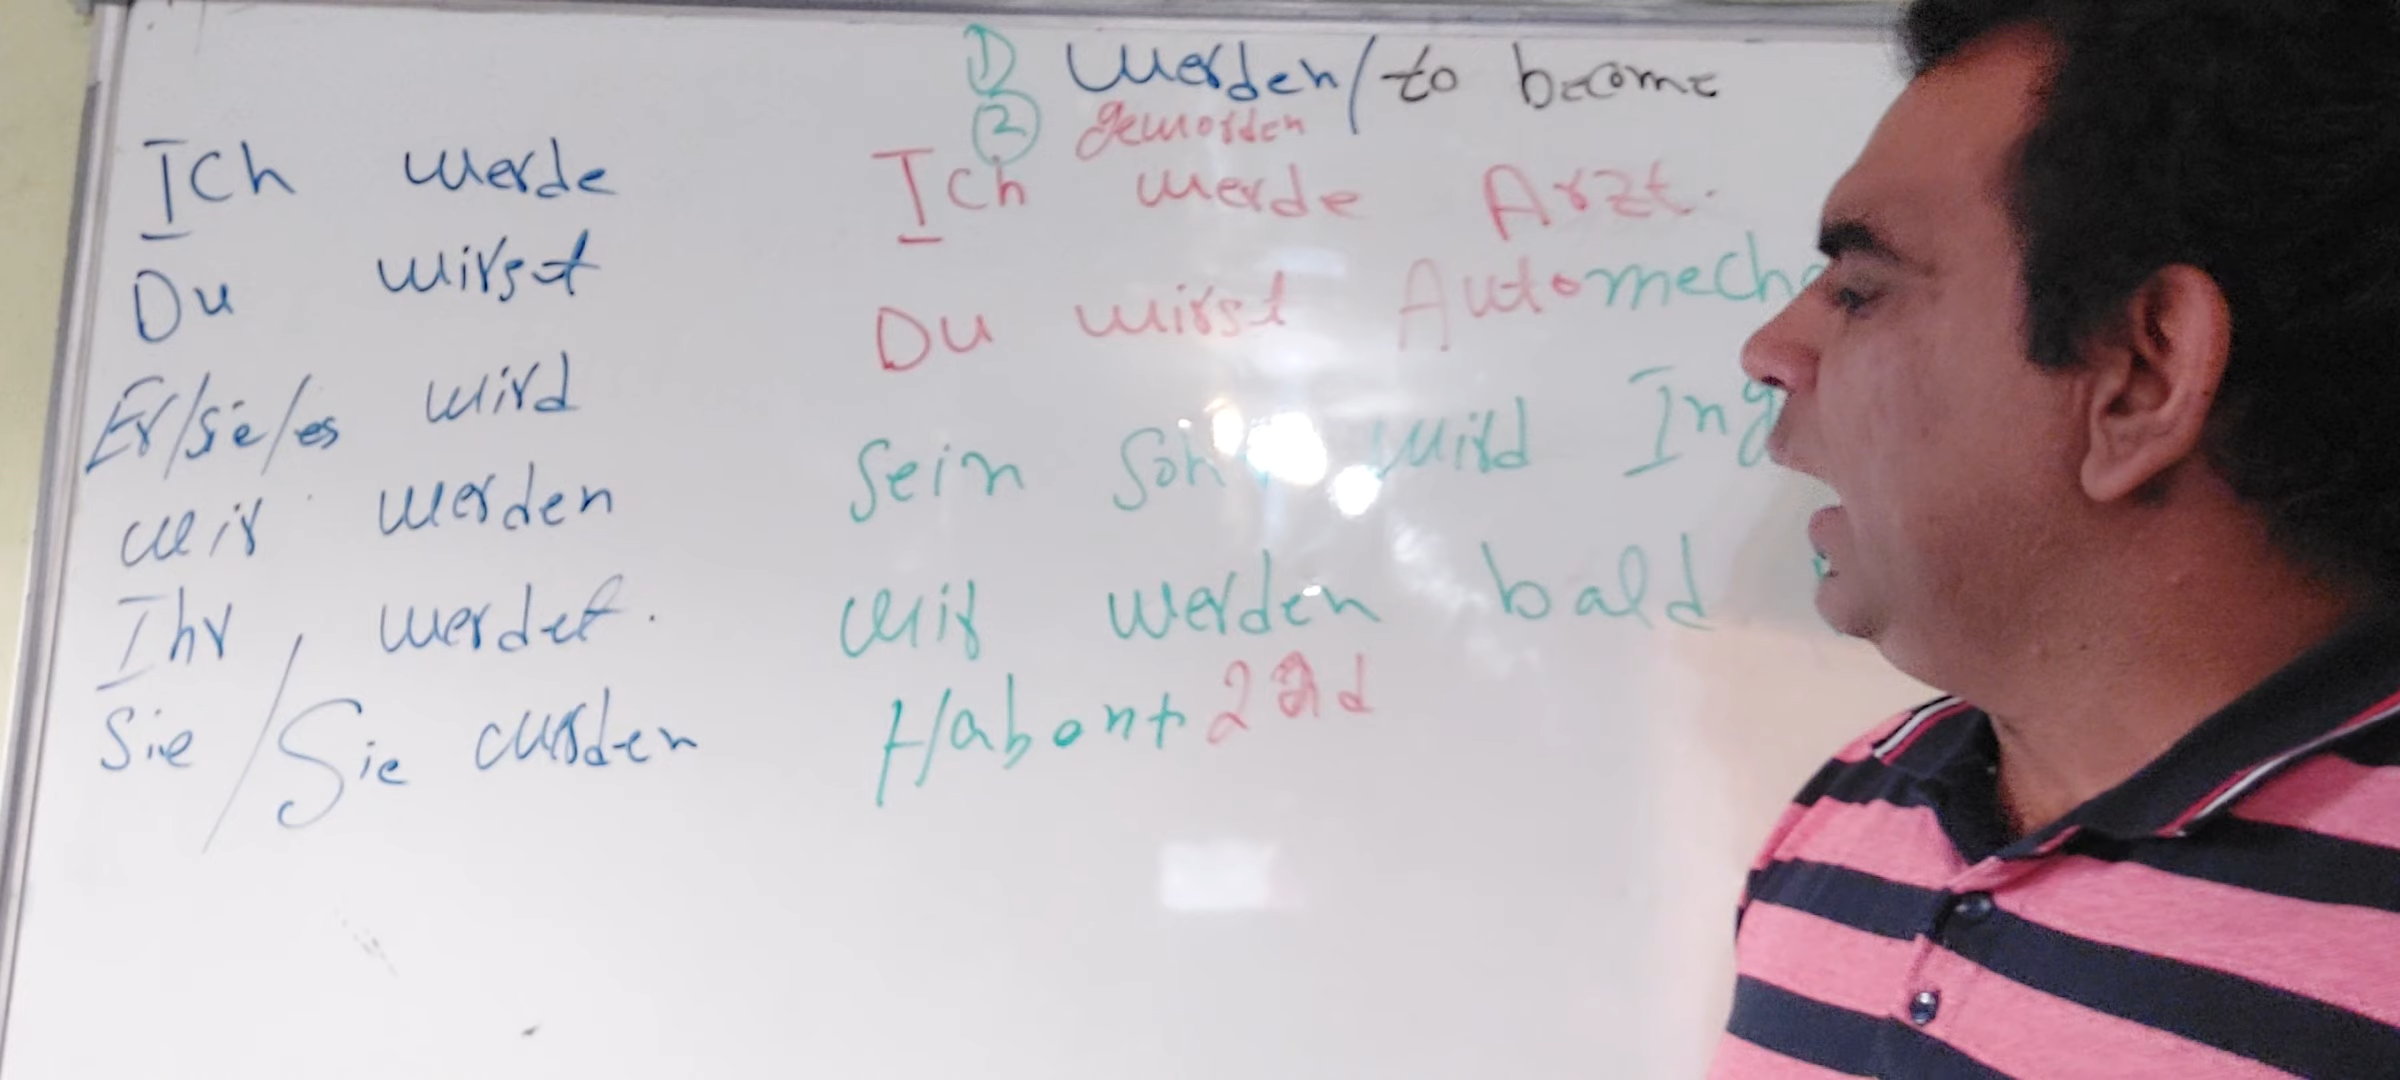 ① Werden/to become
② geworden
Ich werde
Du wirst
Er/sie/es wird
wir werden
Ihr werdet.
Sie/Sie werden
Ich werde Arzt.
Du wirst Automech
Sein Sohn wird Ing
wir werden bald
Haben+2nd